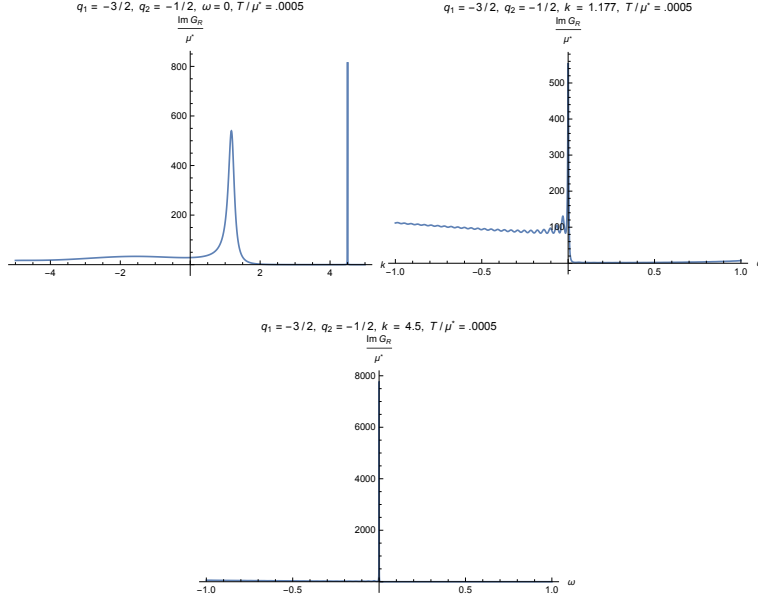 q₁ = −3/2, q₂ = −1/2, ω = 0, T/μ* = .0005
Im G_R
μ*
800
600
400
200
−4 −2 2 4
k
q₁ = −3/2, q₂ = −1/2, k = 1.177, T/μ* = .0005
Im G_R
μ*
500
400
300
200
100
−1.0 −0.5 0.5 1.0
q₁ = −3/2, q₂ = −1/2, k = 4.5, T/μ* = .0005
Im G_R
μ*
8000
6000
4000
2000
−1.0 −0.5 0.5 1.0 ω